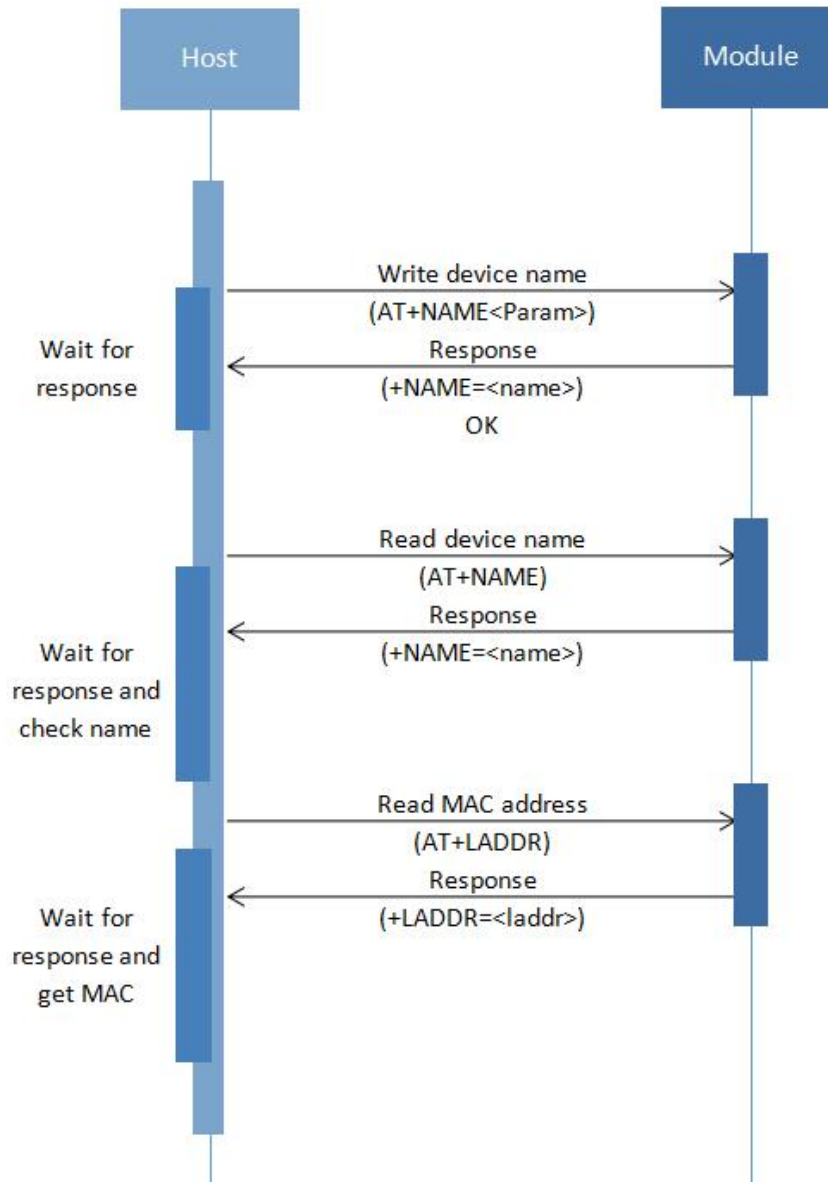 Host
Module
Write device name
(AT+NAME<Param>)
Wait for
response
Response
(+NAME=<name>)
OK
Read device name
(AT+NAME)
Response
(+NAME=<name>)
Wait for
response and
check name
Read MAC address
(AT+LADDR)
Response
(+LADDR=<laddr>)
Wait for
response and
get MAC